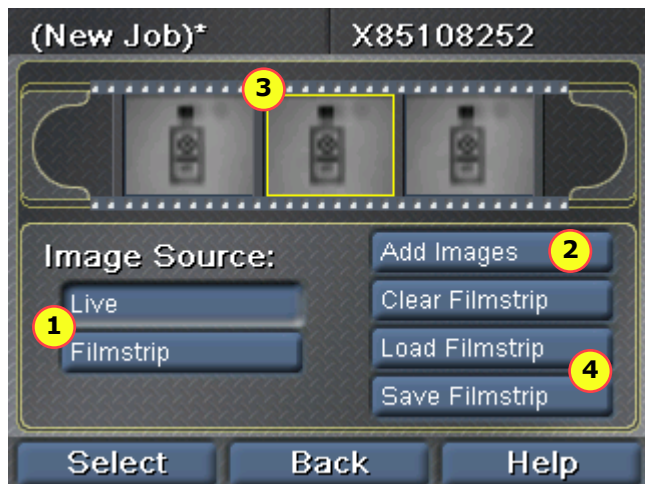 (New Job)* X85108252
3
Image Source:
Live
1
Filmstrip
Add Images 2
Clear Filmstrip
Load Filmstrip
4
Save Filmstrip
Select Back Help